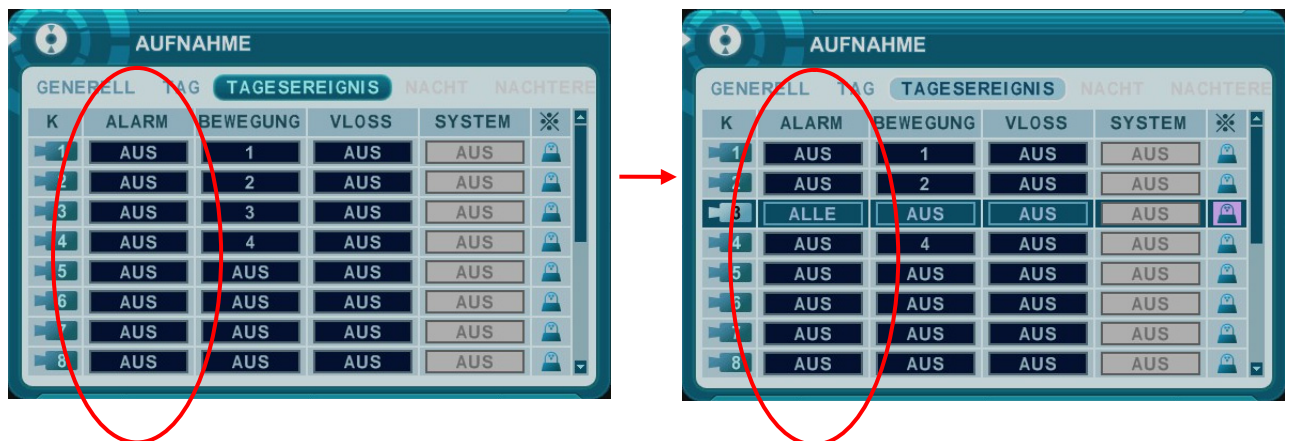 AUFNAHME
GENERELL TAG TAGESEREIGNIS NACHT NACHTERE
K ALARM BEWEGUNG VLOSS SYSTEM ※
1 AUS 1 AUS AUS
2 AUS 2 AUS AUS
3 AUS 3 AUS AUS
4 AUS 4 AUS AUS
5 AUS AUS AUS AUS
6 AUS AUS AUS AUS
7 AUS AUS AUS AUS
8 AUS AUS AUS AUS
AUFNAHME
GENERELL TAG TAGESEREIGNIS NACHT NACHTERE
K ALARM BEWEGUNG VLOSS SYSTEM ※
1 AUS 1 AUS AUS
2 AUS 2 AUS AUS
3 ALLE AUS AUS AUS
4 AUS 4 AUS AUS
5 AUS AUS AUS AUS
6 AUS AUS AUS AUS
7 AUS AUS AUS AUS
8 AUS AUS AUS AUS